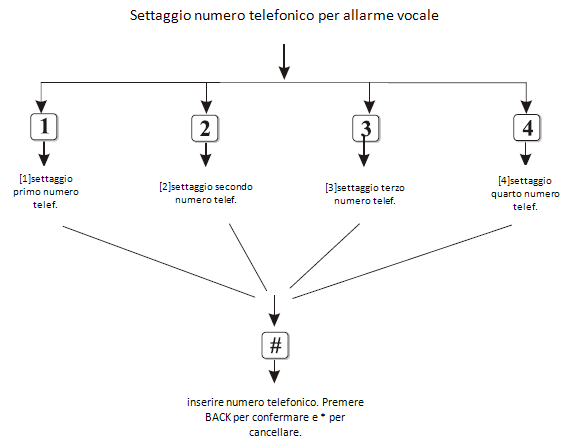 Settaggio numero telefonico per allarme vocale
1
2
3
4
[1]settaggio
primo numero
telef.
[2]settaggio secondo
numero telef.
[3]settaggio terzo
numero telef.
[4]settaggio
quarto numero
telef.
#
inserire numero telefonico. Premere
BACK per confermare e * per
cancellare.